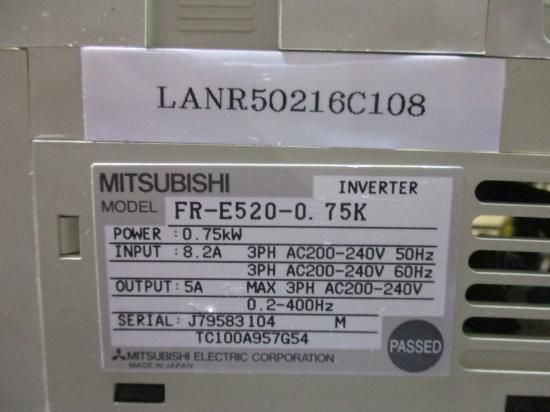 LANR50216C108
MITSUBISHI INVERTER
MODEL FR-E520-0.75K
POWER : 0.75kW
INPUT : 8.2A 3PH AC200-240V 50Hz
3PH AC200-240V 60Hz
OUTPUT: 5A MAX 3PH AC200-240V
0.2-400Hz
SERIAL: J79583104 M
TC100A957G54
MITSUBISHI ELECTRIC CORPORATION
MADE IN JAPAN
PASSED